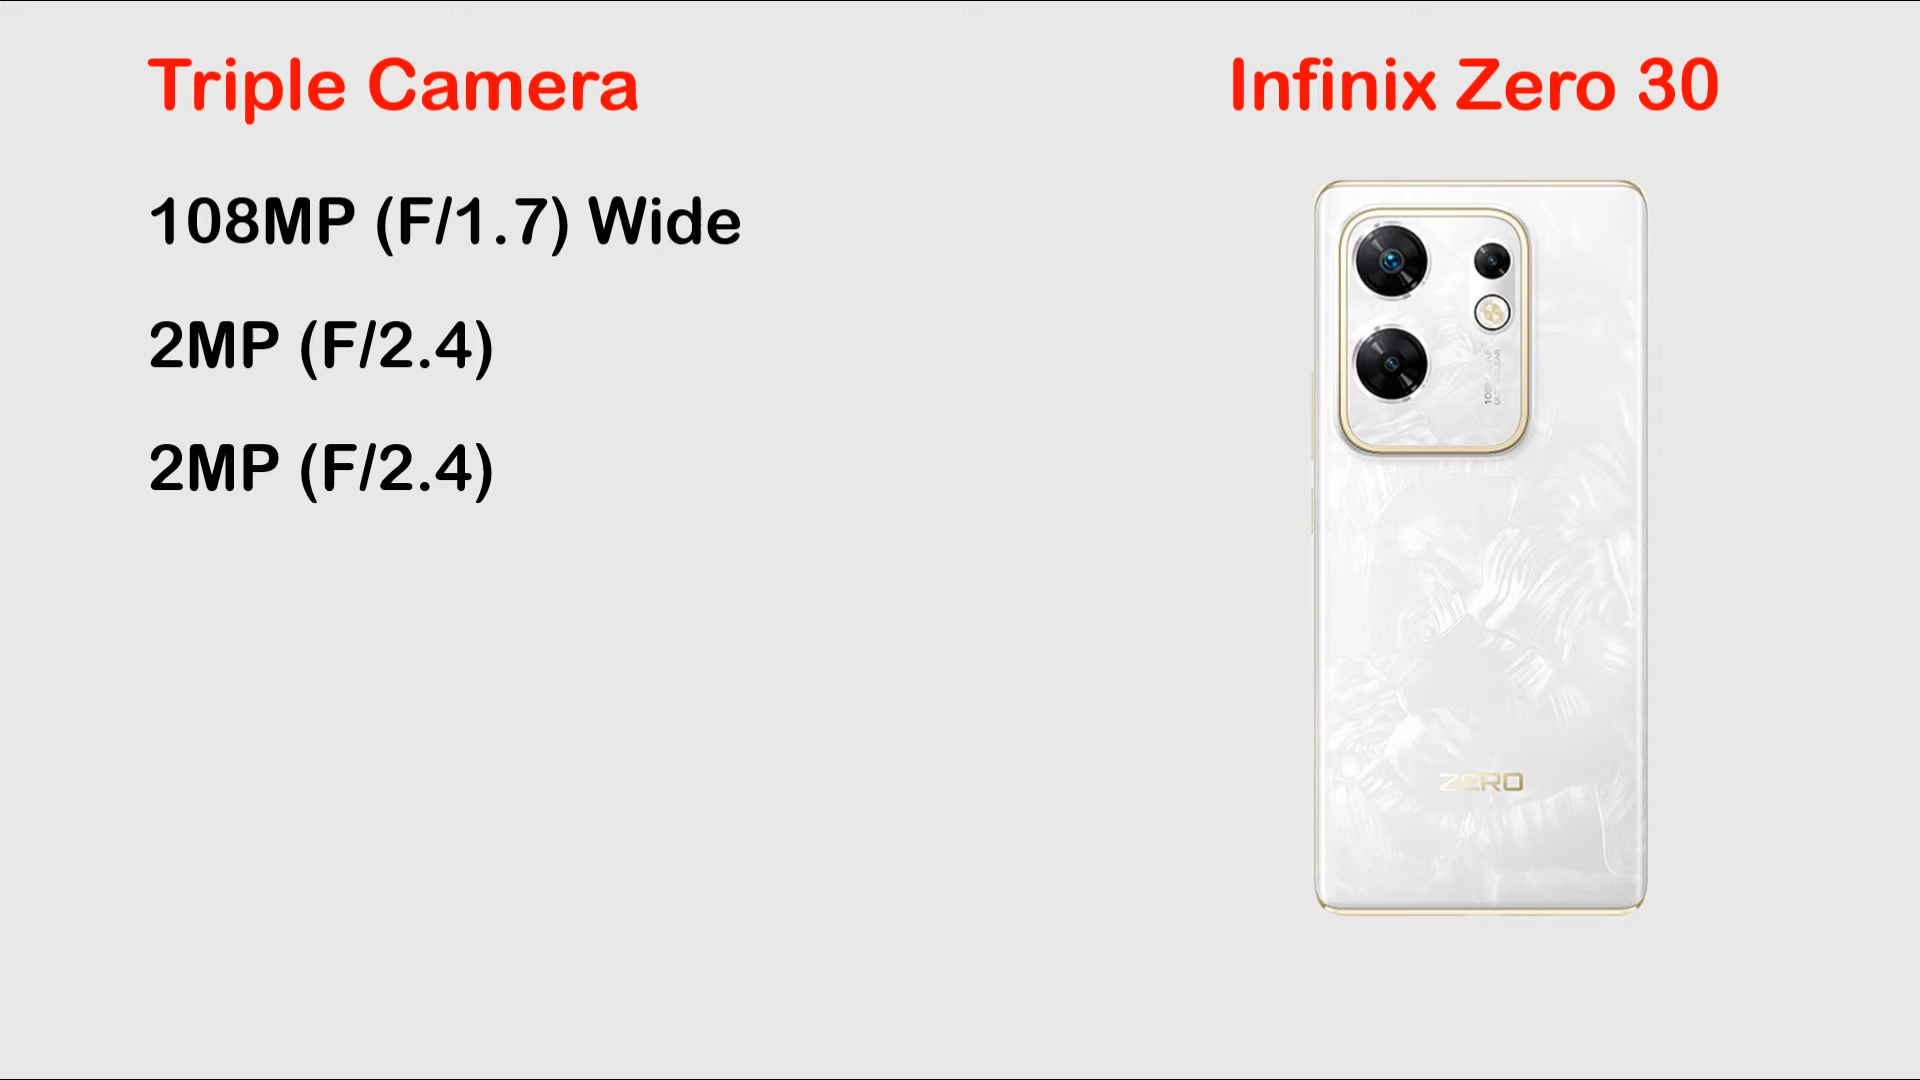 Triple Camera
Infinix Zero 30
108MP (F/1.7) Wide
2MP (F/2.4)
2MP (F/2.4)
ZERO